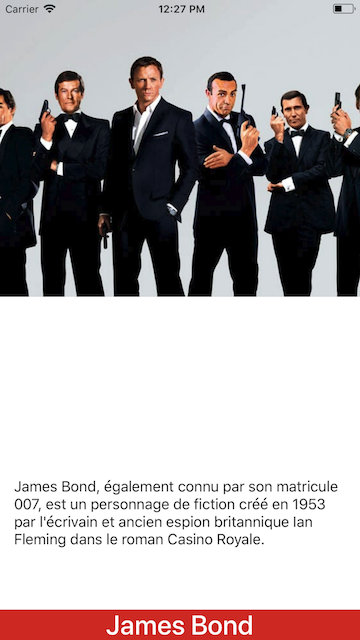 Carrier 12:27 PM
James Bond, également connu par son matricule
007, est un personnage de fiction créé en 1953
par l'écrivain et ancien espion britannique Ian
Fleming dans le roman Casino Royale.
James Bond